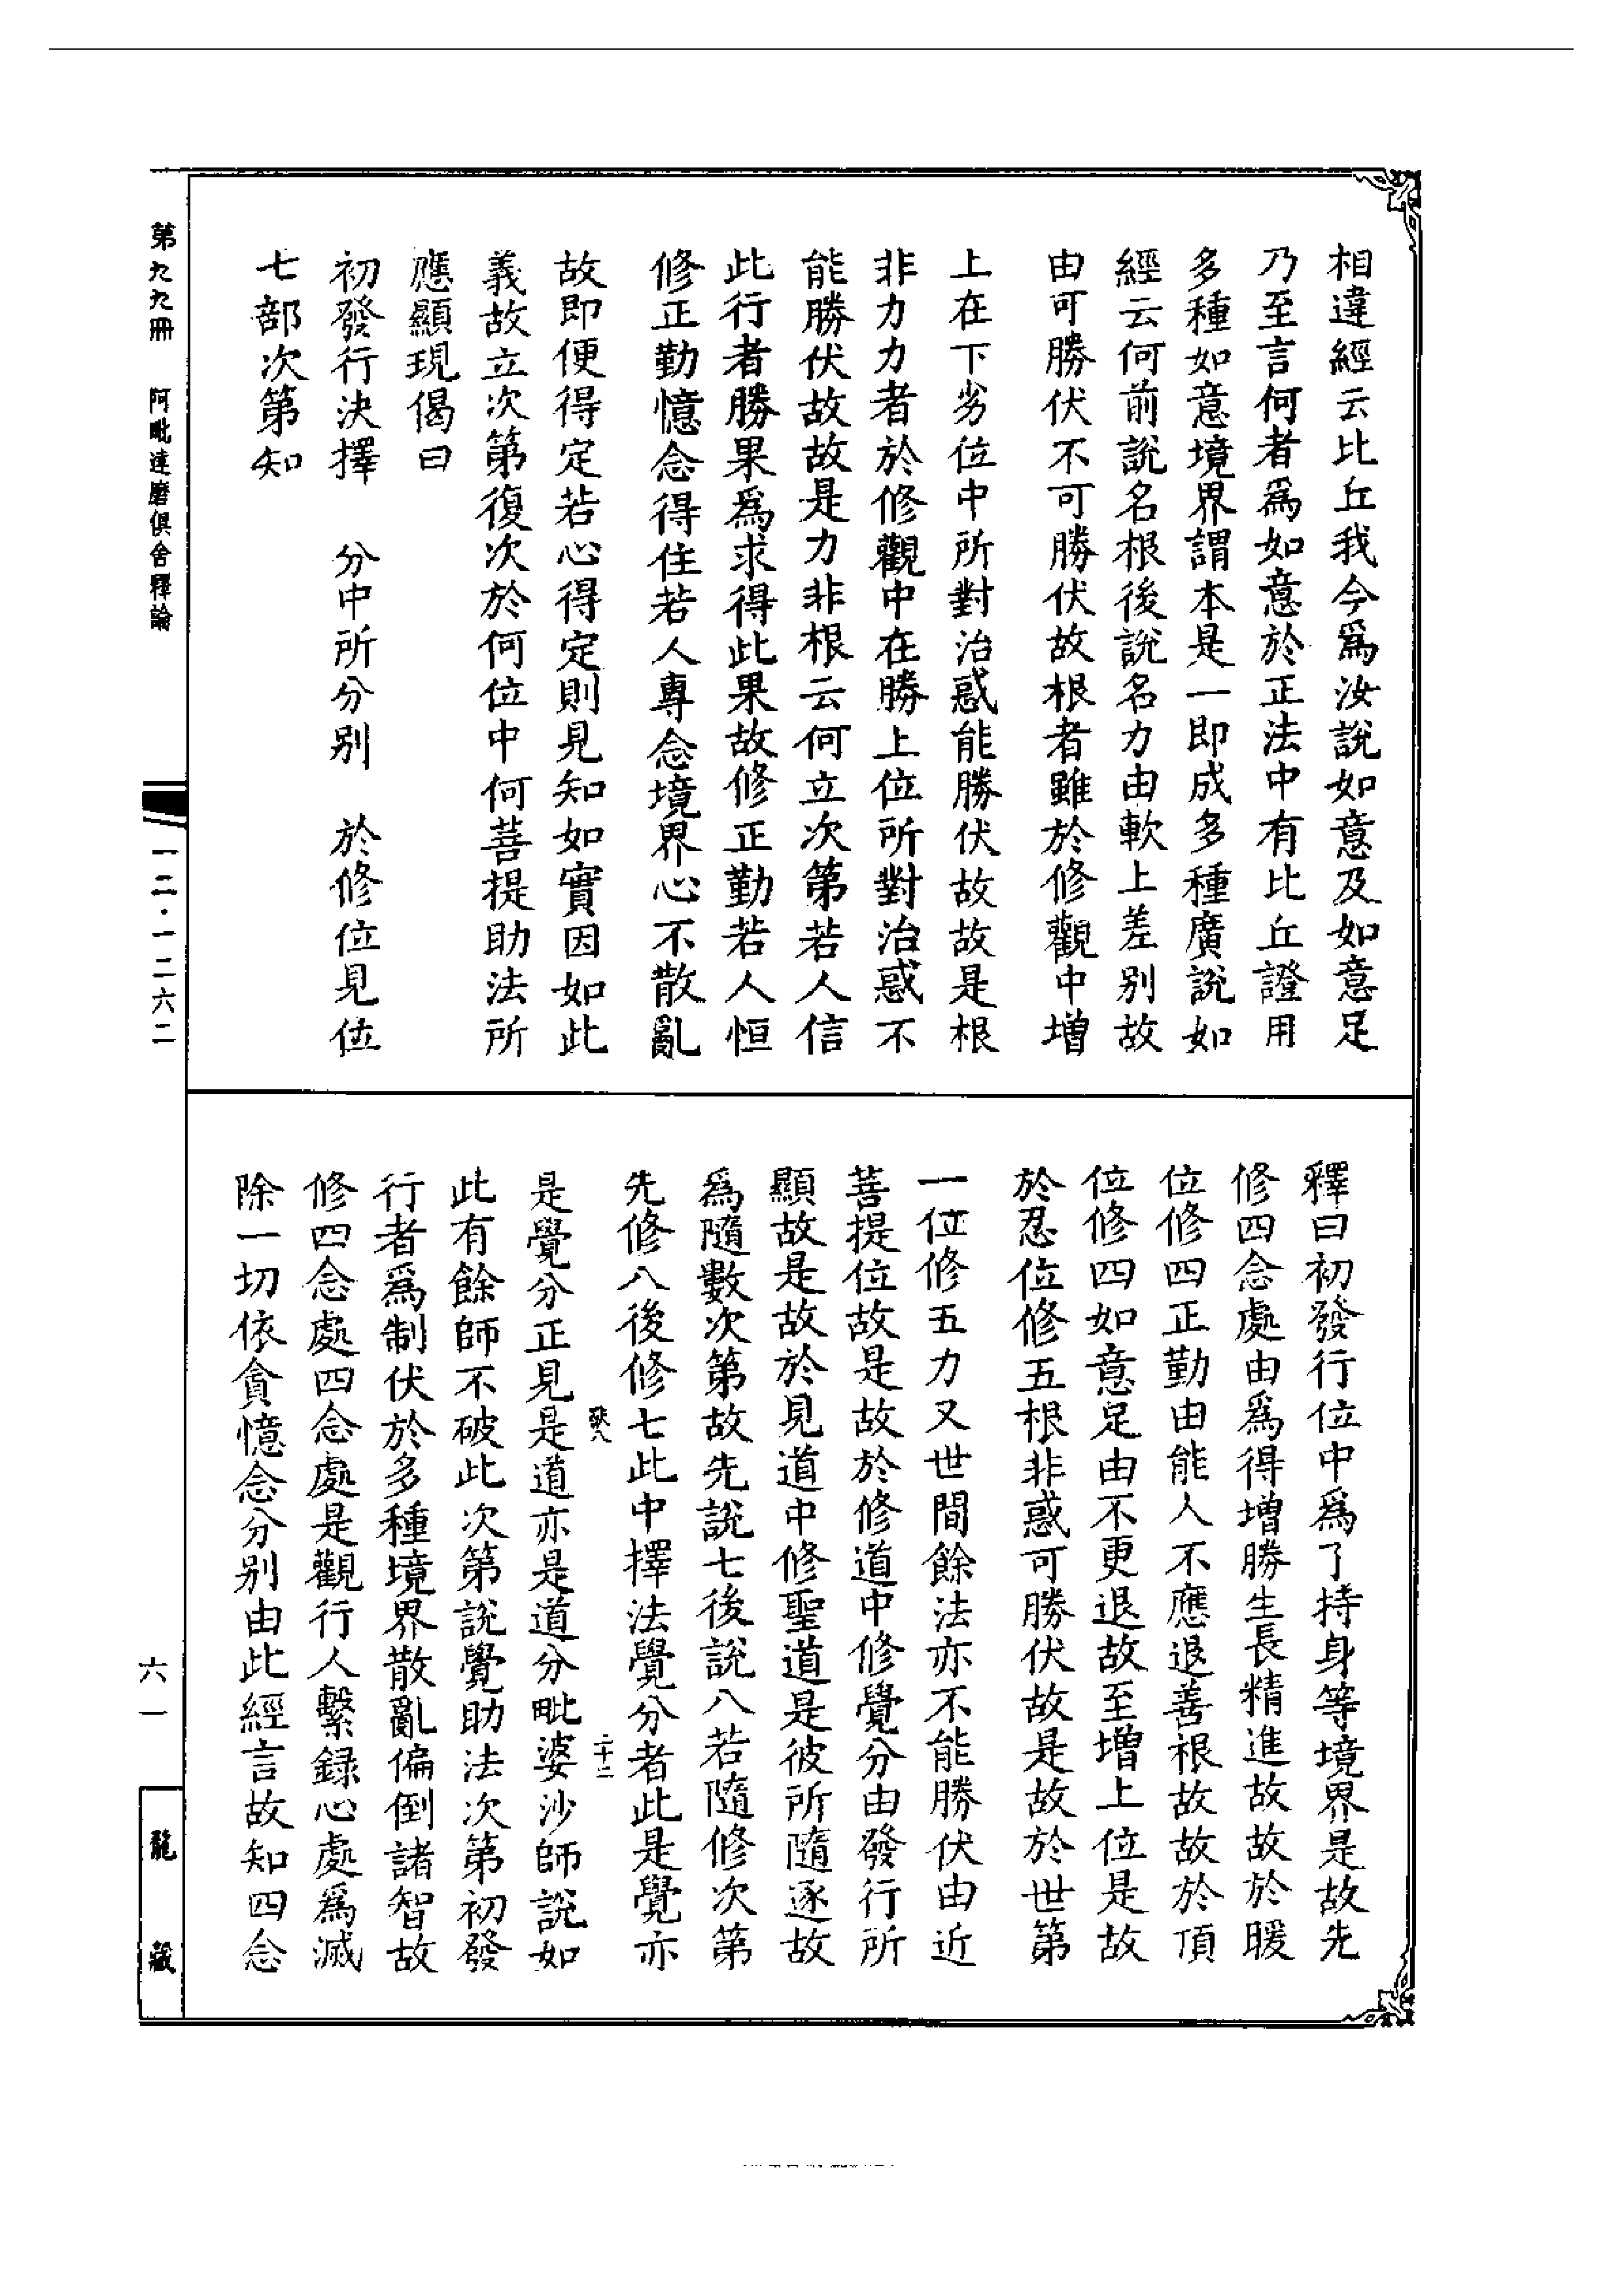 相違經云比丘我今爲汝說如意及如意足
乃至言何者爲如意於正法中有比丘證用
多種如意境界謂本是一即成多種廣說如
經云何前說名根後說名力由軟上差别故
由可勝伏不可勝伏故根者雖於修觀中增
上在下劣位中所對治惑能勝伏故故是根
非力力者於修觀中在勝上位所對治惑不
能勝伏故故是力非根云何立次第若人信
此行者勝果爲求得此果故修正勤若人恒
修正勤憶念得住若人專念境界心不散亂
故即便得定若心得定則見知如實因如此
義故立次第復次於何位中何菩提助法所
應顯現偈曰
初發行決擇　分中所分别　於修位見位
七部次第知
釋曰初發行位中爲了持身等境界是故先
修四念處由爲得增勝生長精進故故於暖
位修四正勤由能人不應退善根故故於頂
位修四如意足由不更退故至增上位是故
於忍位修五根非惑可勝伏故是故於世第
一位修五力又世間餘法亦不能勝伏由近
菩提位故是故於修道中修覺分由發行所
顯故是故於見道中修聖道是彼所隨逐故
爲隨數次第故先說七後說八若隨修次第
先修八後修七此中擇法覺分者此是覺亦
是覺分正見是道亦是道分毗婆沙師說如
此有餘師不破此次第說覺助法次第初發
行者爲制伏於多種境界散亂偏倒諸智故
修四念處四念處是觀行人繫録心處爲滅
除一切依貪憶念分别由此經言故知四念
二十二
第九九冊　阿毗達磨俱舍釋論
一二·一二六二
六一
龍藏